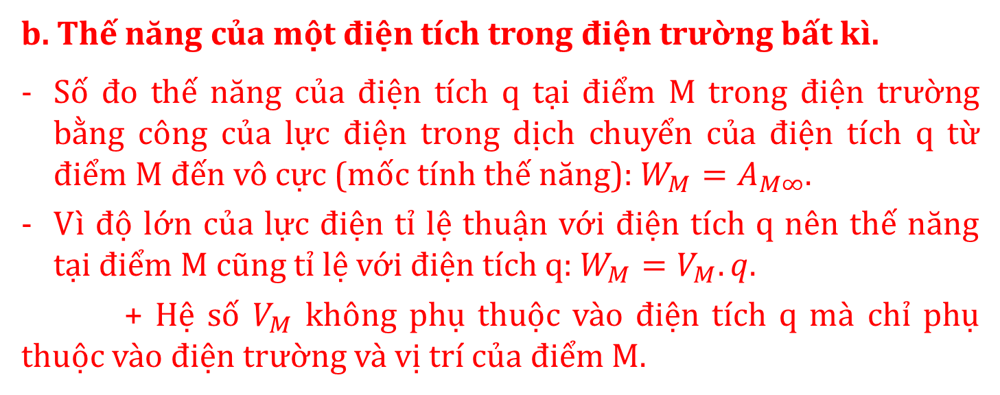 b. Thế năng của một điện tích trong điện trường bất kì.
- Số đo thế năng của điện tích q tại điểm M trong điện trường
bằng công của lực điện trong dịch chuyển của điện tích q từ
điểm M đến vô cực (mốc tính thế năng): W_M = A_{M∞}.
- Vì độ lớn của lực điện tỉ lệ thuận với điện tích q nên thế năng
tại điểm M cũng tỉ lệ với điện tích q: W_M = V_M. q.
+ Hệ số V_M không phụ thuộc vào điện tích q mà chỉ phụ
thuộc vào điện trường và vị trí của điểm M.